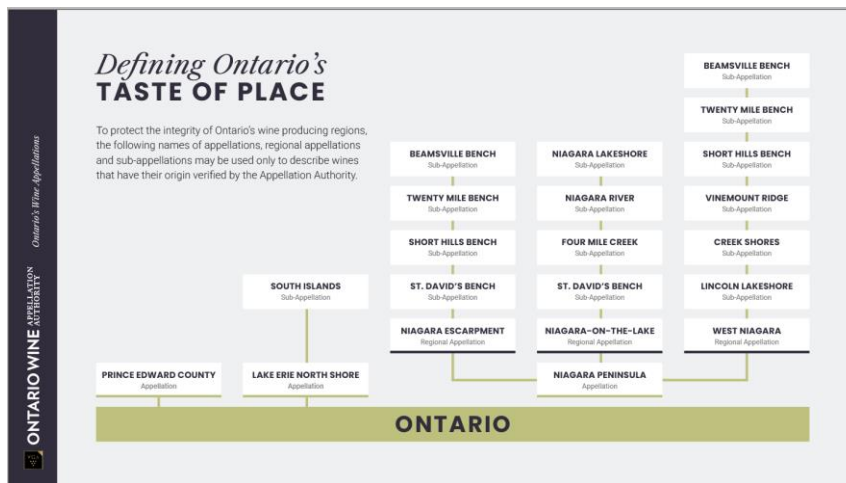 Defining Ontario's
TASTE OF PLACE
To protect the integrity of Ontario's wine producing regions,
the following names of appellations, regional appellations
and sub-appellations may be used only to describe wines
that have their origin verified by the Appellation Authority.
BEAMSVILLE BENCH
Sub-Appellation
TWENTY MILE BENCH
Sub-Appellation
SHORT HILLS BENCH
Sub-Appellation
ST. DAVID'S BENCH
Sub-Appellation
NIAGARA ESCARPMENT
Regional Appellation
NIAGARA LAKESHORE
Sub-Appellation
NIAGARA RIVER
Sub-Appellation
FOUR MILE CREEK
Sub-Appellation
ST. DAVID'S BENCH
Sub-Appellation
NIAGARA-ON-THE-LAKE
Regional Appellation
BEAMSVILLE BENCH
Sub-Appellation
TWENTY MILE BENCH
Sub-Appellation
SHORT HILLS BENCH
Sub-Appellation
VINEMOUNT RIDGE
Sub-Appellation
CREEK SHORES
Sub-Appellation
LINCOLN LAKESHORE
Sub-Appellation
WEST NIAGARA
Regional Appellation
SOUTH ISLANDS
Sub-Appellation
PRINCE EDWARD COUNTY
Appellation
LAKE ERIE NORTH SHORE
Appellation
NIAGARA PENINSULA
Appellation
ONTARIO
ONTARIO WINE
APPELLATION
AUTHORITY
Ontario's Wine Appellations